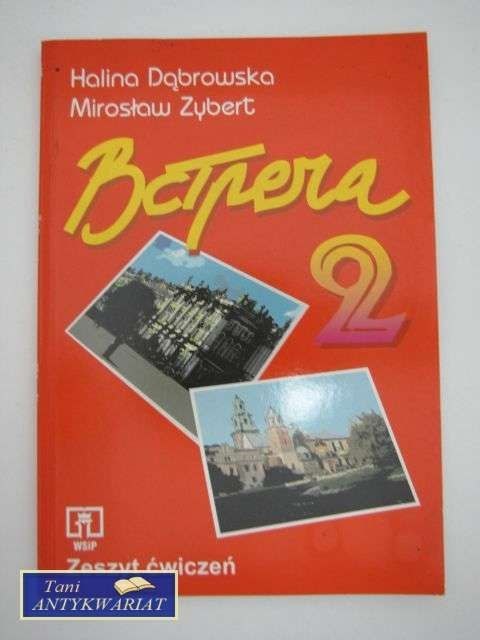 Halina Dąbrowska
Mirosław Zybert
Встреча
2
WSiP
Zeszyt ćwiczeń
Tani
ANTYKWARIAT